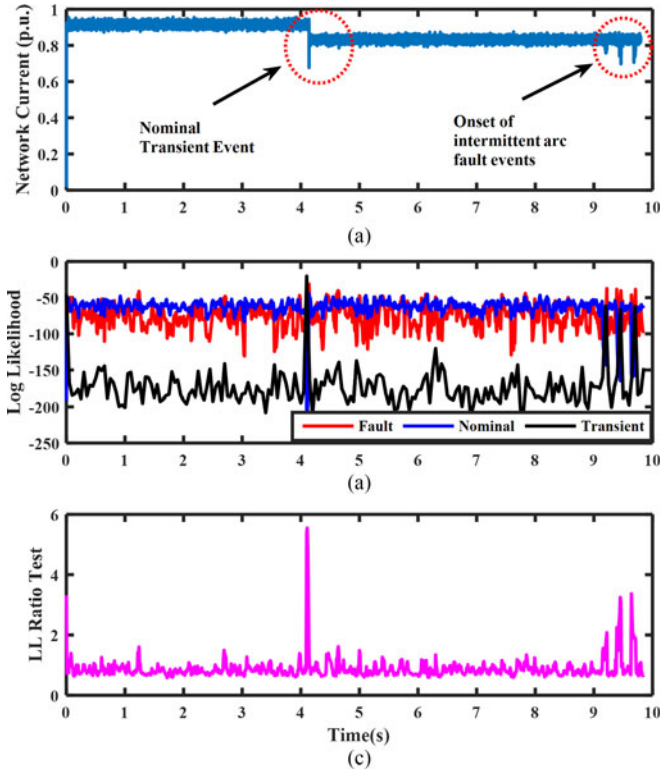 Network Current (p.u.)
1
0.8
0.6
0.4
0.2
0
Nominal
Transient Event
Onset of
intermittent arc
fault events
0 1 2 3 4 5 6 7 8 9 10
(a)
Log Likelihood
0
-50
-100
-150
-200
-250
Fault Nominal Transient
0 1 2 3 4 5 6 7 8 9 10
(a)
LL Ratio Test
6
4
2
0
0 1 2 3 4 5 6 7 8 9 10
Time(s)
(c)